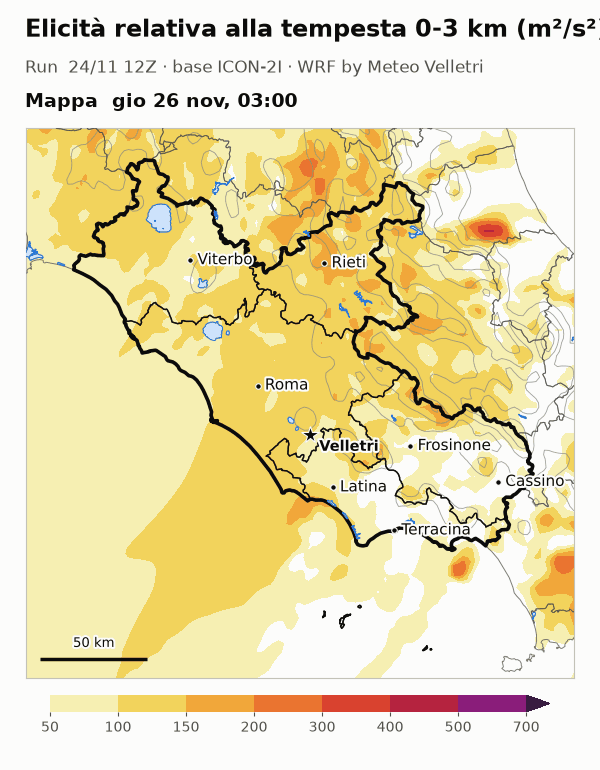 Elicità relativa alla tempesta 0-3 km (m²/s²)
Run 24/11 12Z · base ICON-2I · WRF by Meteo Velletri
Mappa gio 26 nov, 03:00
Viterbo
Rieti
Roma
Velletri
Frosinone
Cassino
Latina
Terracina
50 km
50 100 150 200 300 400 500 700